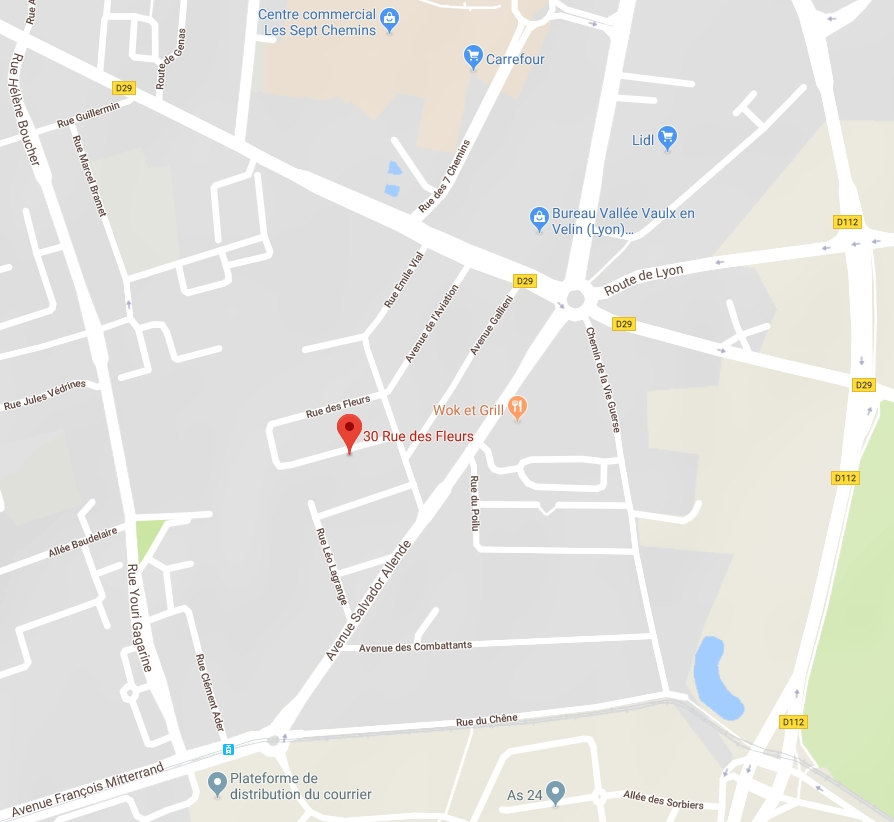 Rue A
Centre commercial
Les Sept Chemins
Carrefour
Route de Genas
Rue Hélène Boucher
D29
Rue Guillermin
Rue Marcel Bramet
Lidl
Rue des 7 Chemins
Bureau Vallée Vaulx en
Velin (Lyon)...
D112
Rue Emile Vial
Route de Lyon
D29
Avenue de l'Aviation
Avenue Gallieni
D29
Chemin de la Vie Guerse
Rue Jules Védrines
D29
Rue des Fleurs
Wok et Grill
30 Rue des Fleurs
D112
Rue du Poilu
Allée Baudelaire
Rue Léo Lagrange
Avenue Salvador Allende
Rue Youri Gagarine
Avenue des Combattants
Rue Clément Ader
Rue du Chêne
D112
Avenue François Mitterrand
Plateforme de
distribution du courrier
As 24
Allée des Sorbiers